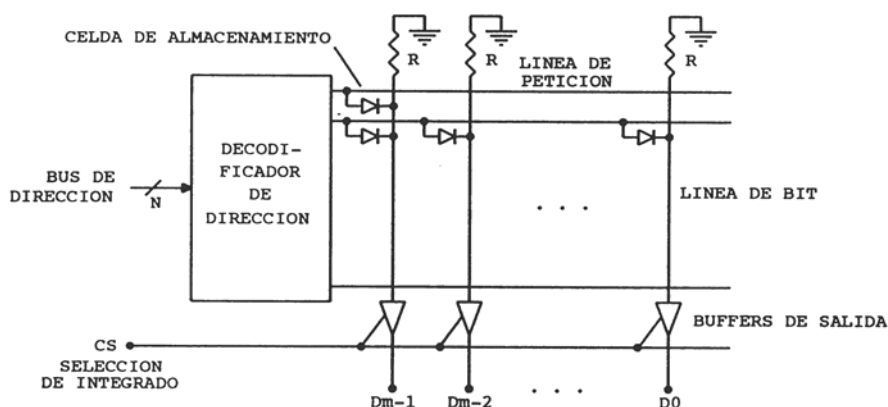 CELDA DE ALMACENAMIENTO
R
R
R
LINEA DE
PETICION
DECODI-
FICADOR
DE
DIRECCION
BUS DE
DIRECCION
N
LINEA DE BIT
. . .
BUFFERS DE SALIDA
CS
SELECCION
DE INTEGRADO
Dm-1
Dm-2
. . .
D0